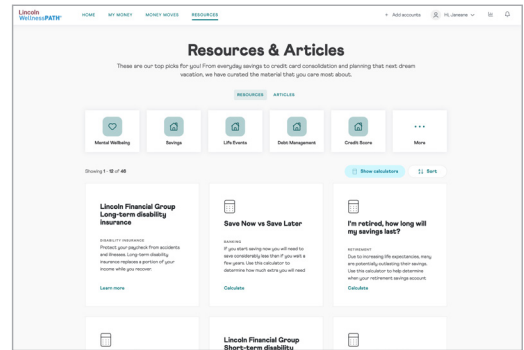 Lincoln
WellnessPATH®
HOME MY MONEY MONEY MOVES RESOURCES
+ Add accounts Hi, Janeane
Resources & Articles
These are our top picks for you! From everyday savings to credit card consolidation and planning that next dream
vacation, we have curated the material that you care most about.
RESOURCES ARTICLES
Mental Wellbeing Savings Life Events Debt Management Credit Score More
Showing 1 - 12 of 46
Show calculators Sort
Lincoln Financial Group
Long-term disability
insurance
DISABILITY INSURANCE
Protect your paycheck from accidents
and illnesses. Long-term disability
insurance replaces a portion of your
income while you recover
Learn more
Save Now vs Save Later
BANKING
If you start saving now you will need to
save considerably less than if you wait a
few years. Use this calculator to
determine how much extra you will need
Calculate
I'm retired, how long will
my savings last?
RETIREMENT
Due to increasing life expectancies, many
are potentially outliving their savings.
Use this calculator to help determine
when your retirement savings account
Calculate
Lincoln Financial Group
Short-term disability